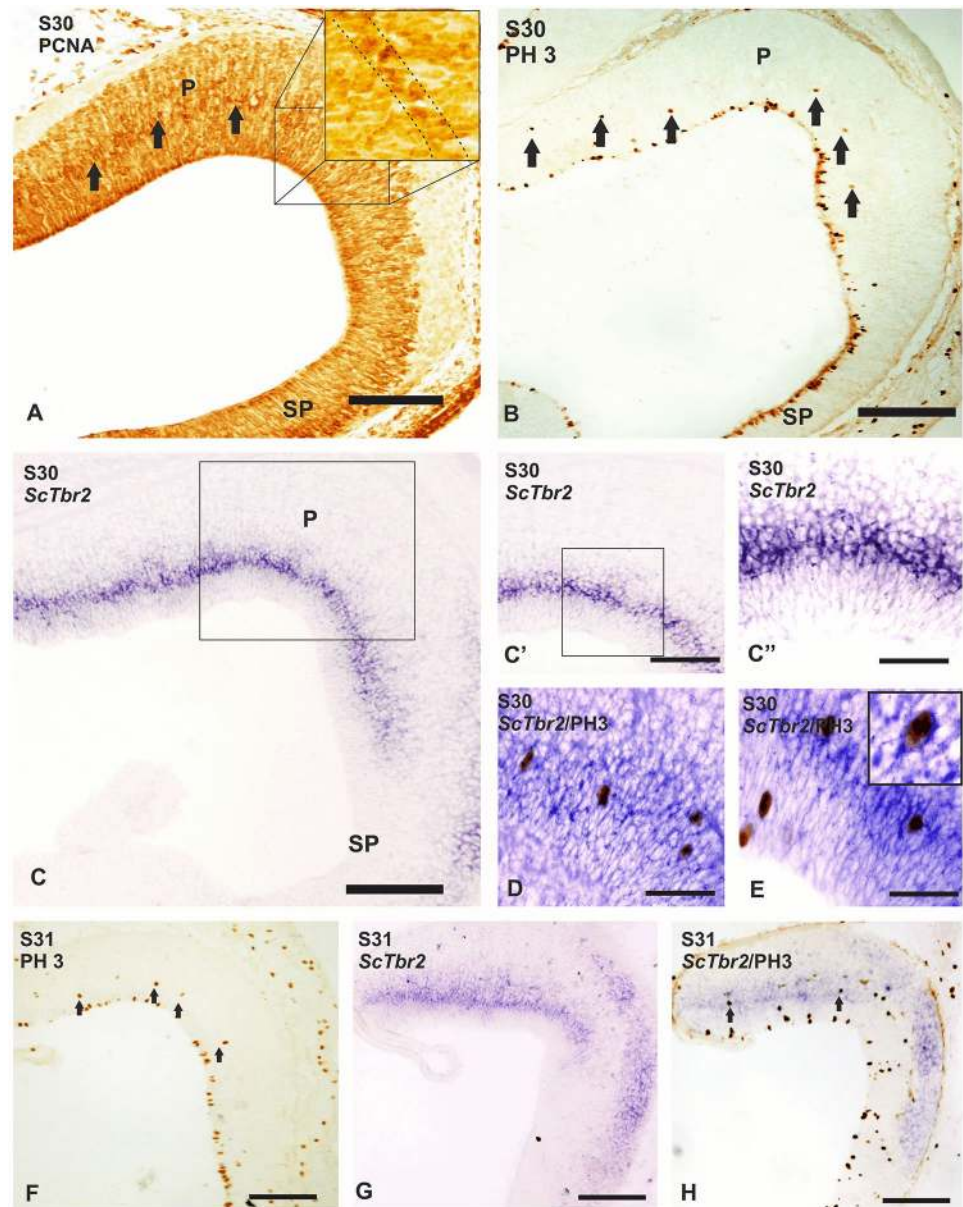 S30
PCNA
P
SP
A
S30
PH 3
P
SP
B
S30
ScTbr2
P
SP
C
S30
ScTbr2
C'
S30
ScTbr2
C"
S30
ScTbr2/PH3
D
S30
ScTbr2/PH3
E
S31
PH 3
F
S31
ScTbr2
G
S31
ScTbr2/PH3
H